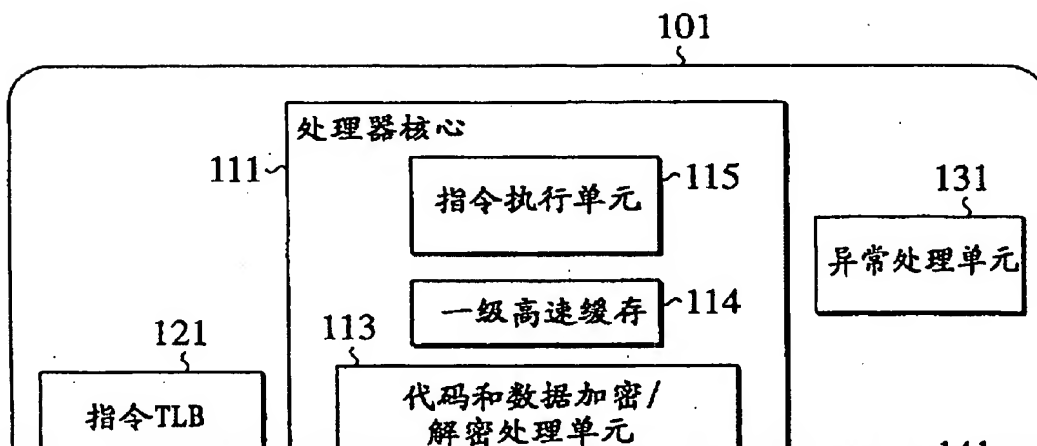 101
处理器核心
111
指令执行单元
115
131
异常处理单元
一级高速缓存
114
121
113
指令TLB
代码和数据加密/
解密处理单元